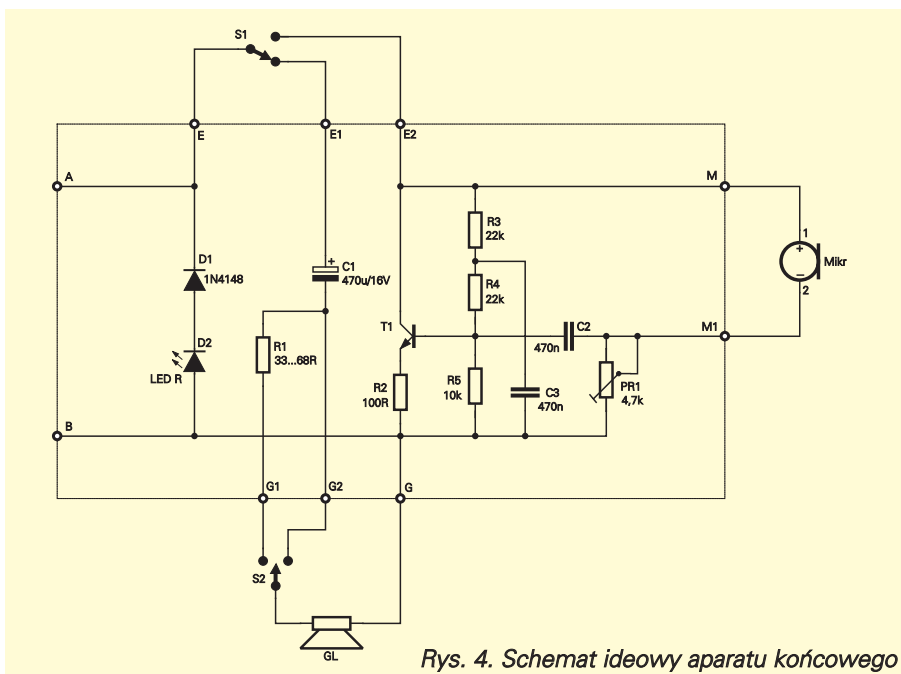 S1
E
E1
E2
A
M
D1
1N4148
+
C1
470u/16V
R3
22k
1
+
Mikr
–
2
R4
22k
D2
LED R
R1
33...68R
T1
C2
470n
M1
R2
100R
R5
10k
C3
470n
PR1
4,7k
B
G1
G2
G
S2
GL
Rys. 4. Schemat ideowy aparatu końcowego